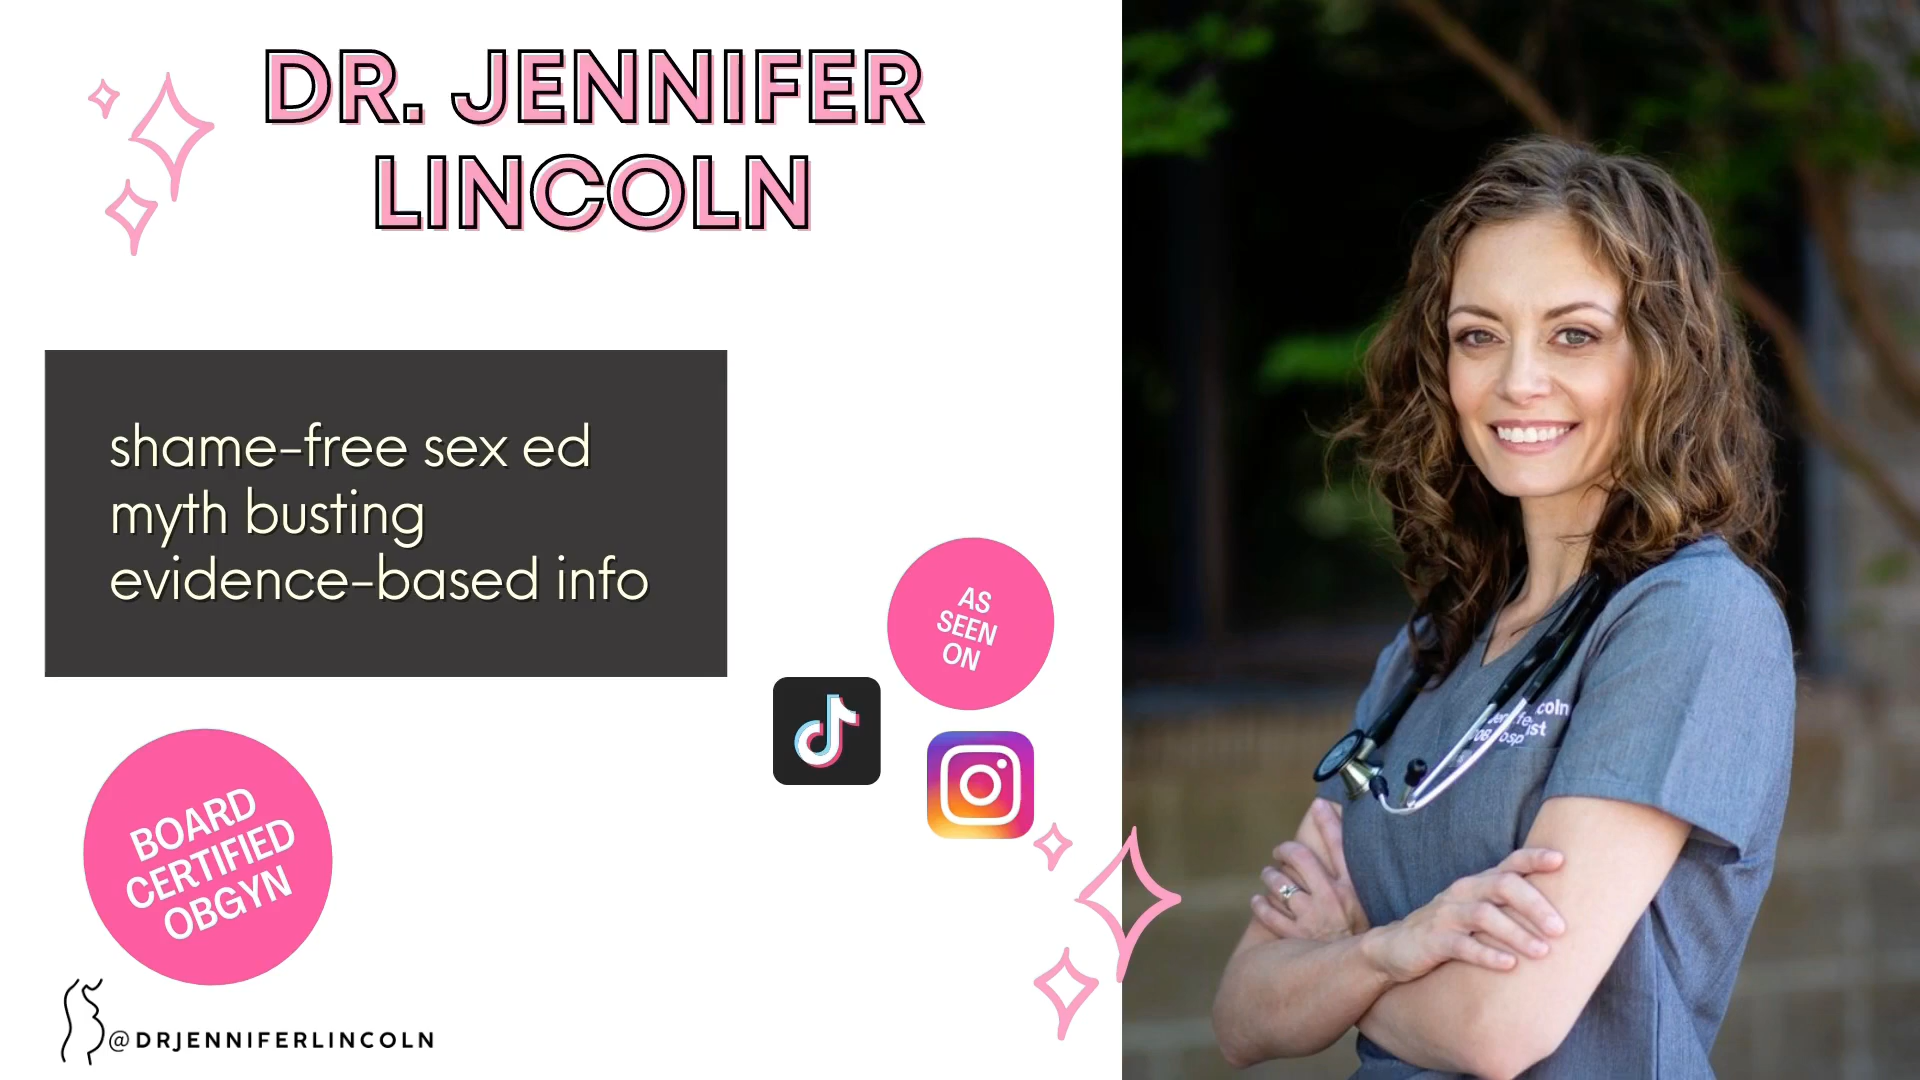 DR. JENNIFER
LINCOLN
shame-free sex ed
myth busting
evidence-based info
AS
SEEN
ON
BOARD
CERTIFIED
OBGYN
@DRJENNIFERLINCOLN